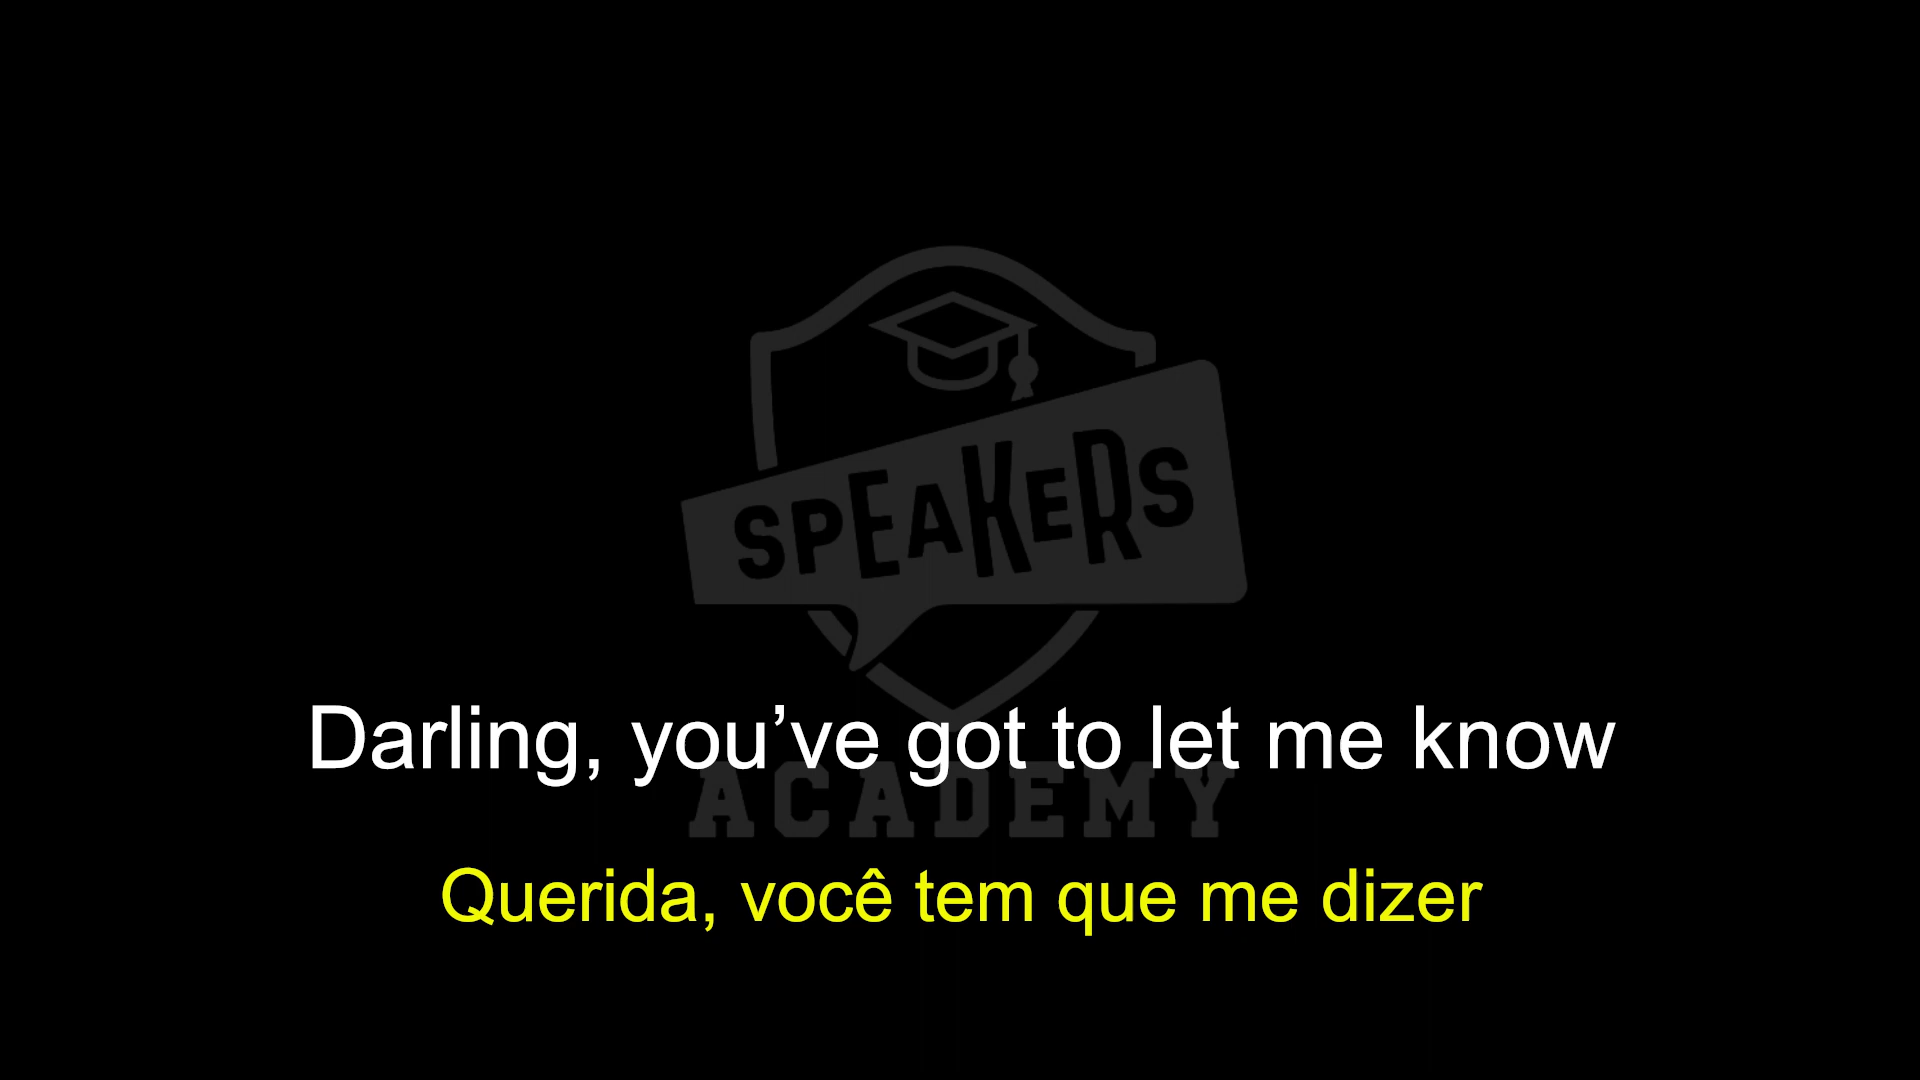 SPEAKERS
Darling, you’ve got to let me know
ACADEMY
Querida, você tem que me dizer